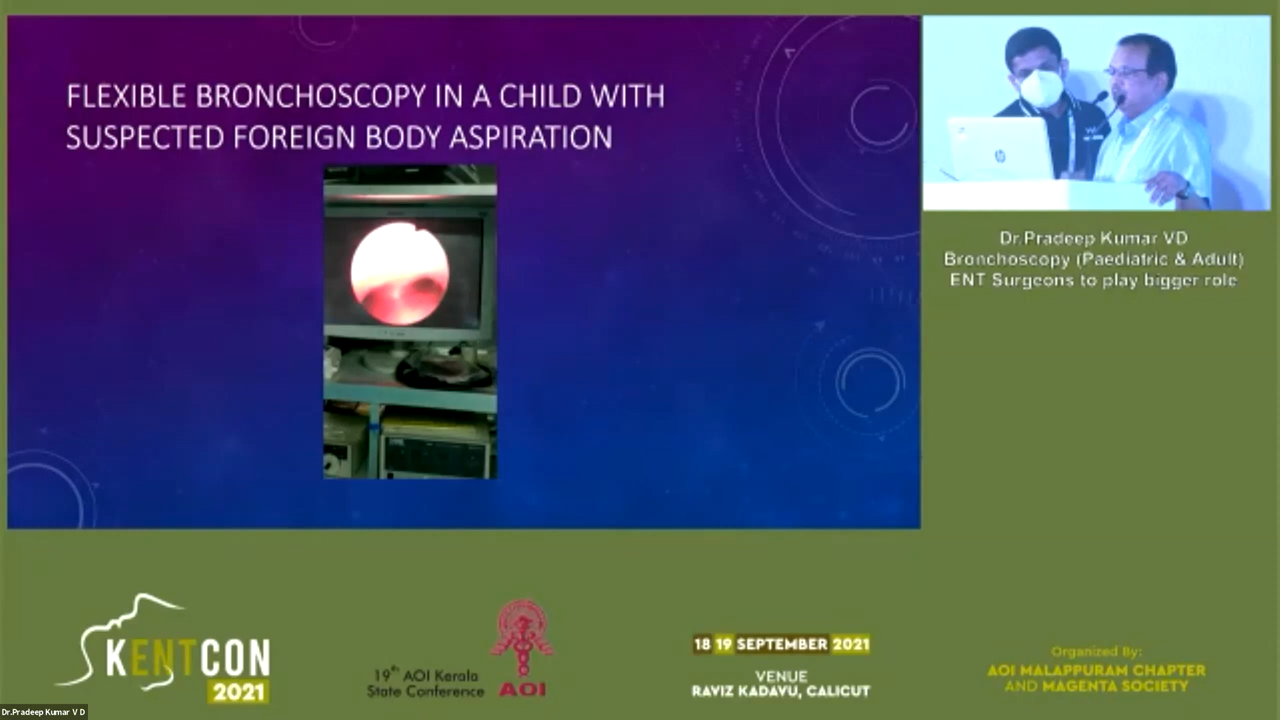 FLEXIBLE BRONCHOSCOPY IN A CHILD WITH
SUSPECTED FOREIGN BODY ASPIRATION
Dr.Pradeep Kumar VD
Bronchoscopy (Paediatric & Adult)
ENT Surgeons to play bigger role
KENTCON
2021
19th AOI Kerala
State Conference
AOI
18 19 SEPTEMBER 2021
VENUE
RAVIZ KADAVU, CALICUT
Organized By:
AOI MALAPPURAM CHAPTER
AND MAGENTA SOCIETY
Dr.Pradeep Kumar V D
hp